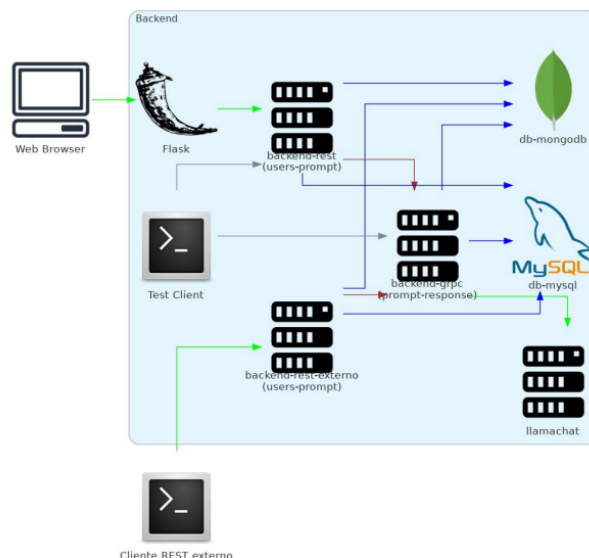 Backend
Web Browser
Flask
backend-rest
(users-prompt)
db-mongodb
Test Client
backend-grpc
(prompt-response)
MySQL
db-mysql
backend-rest-externo
(users-prompt)
llamachat
Cliente REST externo